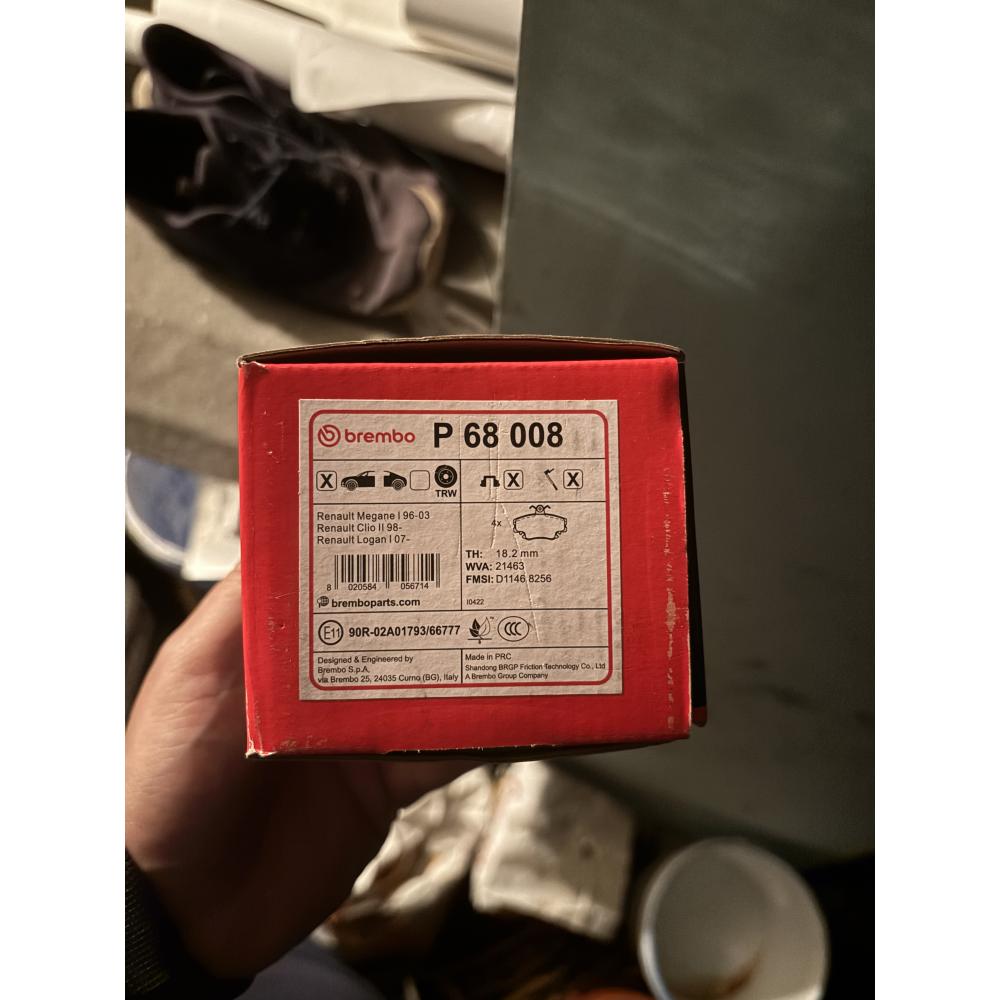 brembo P 68 008
X TRW X X
Renault Megane I 96-03
Renault Clio II 98-
Renault Logan I 07-
4x
TH: 18.2 mm
WVA: 21463
FMSI: D1146 8256
8 020584 056714
bremboparts.com
I0422
E11 90R-02A01793/66777
CCC
Designed & Engineered by
Brembo S.p.A.
via Brembo 25, 24035 Curno (BG), Italy
Made in PRC
Shandong BRGP Friction Technology Co., Ltd
A Brembo Group Company